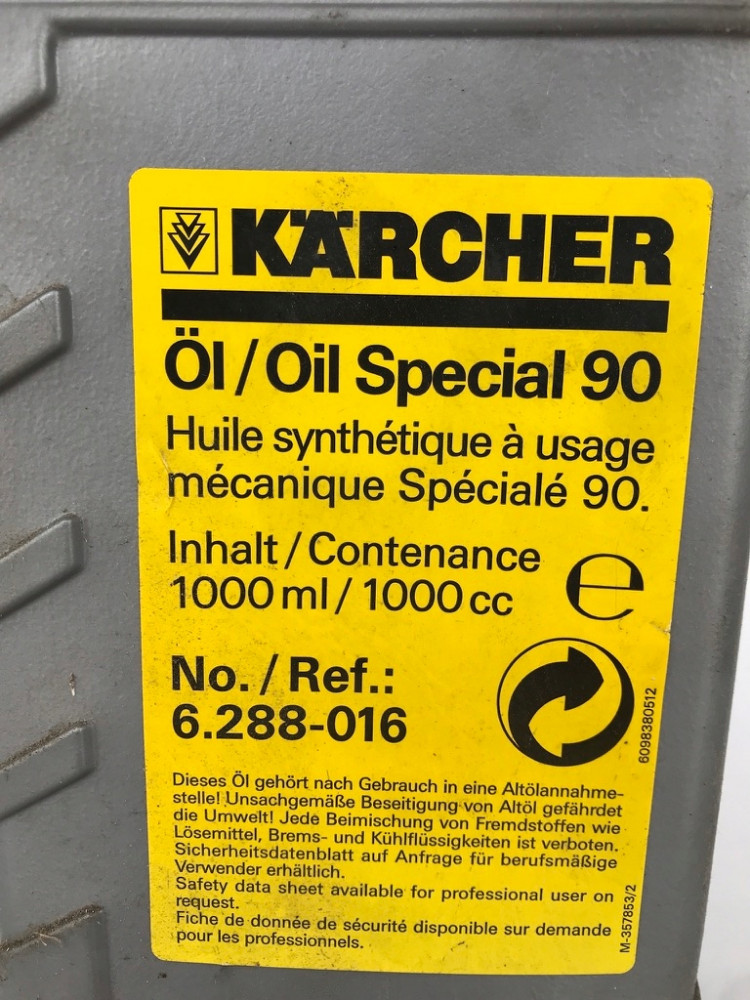 KÄRCHER
Öl / Oil Special 90
Huile synthétique à usage
mécanique Spécialé 90.
Inhalt / Contenance
1000 ml / 1000 cc
e
No. / Ref.:
6.288-016
6098380512
Dieses Öl gehört nach Gebrauch in eine Altölannahme-
stelle! Unsachgemäße Beseitigung von Altöl gefährdet
die Umwelt! Jede Beimischung von Fremdstoffen wie
Lösemittel, Brems- und Kühlflüssigkeiten ist verboten.
Sicherheitsdatenblatt auf Anfrage für berufsmäßige
Verwender erhältlich.
Safety data sheet available for professional user on
request.
Fiche de donnée de sécurité disponible sur demande
pour les professionnels.
M-357853/2